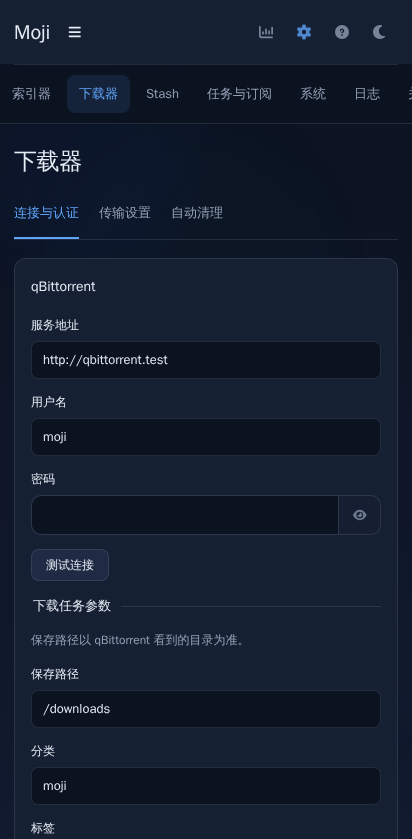 Moji
索引器 下载器 Stash 任务与订阅 系统 日志
下载器
连接与认证 传输设置 自动清理
qBittorrent
服务地址
http://qbittorrent.test
用户名
moji
密码
测试连接
下载任务参数
保存路径以 qBittorrent 看到的目录为准。
保存路径
/downloads
分类
moji
标签